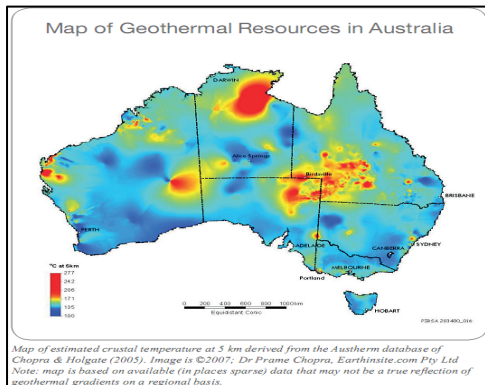 Map of Geothermal Resources in Australia
DARWIN
Alice Springs
Birdsville
BRISBANE
PERTH
ADELAIDE
SYDNEY
CANBERRA
Portland
MELBOURNE
HOBART
°C at 5km
277
242
206
171
135
100
0 200 400 600 800 1000km
Equidistant Conic
Map of estimated crustal temperature at 5 km derived from the Austherm database of
Chopra & Holgate (2005). Image is ©2007; Dr Prame Chopra, Earthinsite.com Pty Ltd
Note: map is based on available (in places sparse) data that may not be a true reflection of
geothermal gradients on a regional basis.